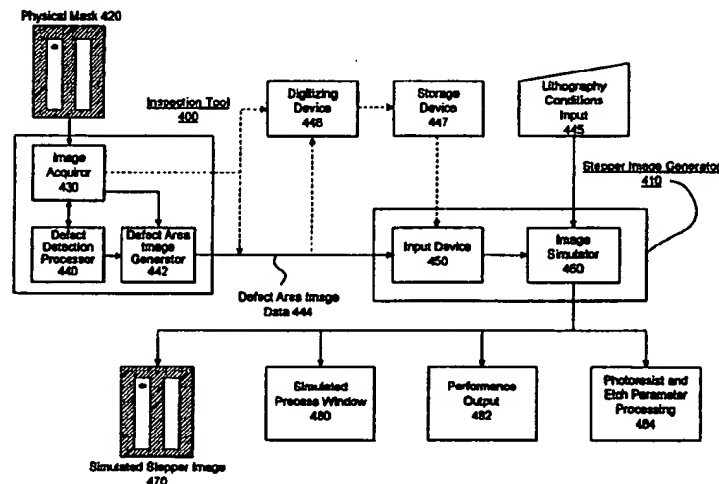 Physical Mask 420
Inspection Tool
400
Digitizing
Device
446
Storage
Device
447
Lithography
Conditions
Input
445
Image
Acquiror
430
Stepper Image Generator
410
Defect
Detection
Processor
440
Defect Area
Image
Generator
442
Input Device
450
Image
Simulator
460
Defect Area Image
Data 444
Simulated
Process Window
480
Performance
Output
482
Photoresist and
Etch Parameter
Processing
484
Simulated Stepper Image
470